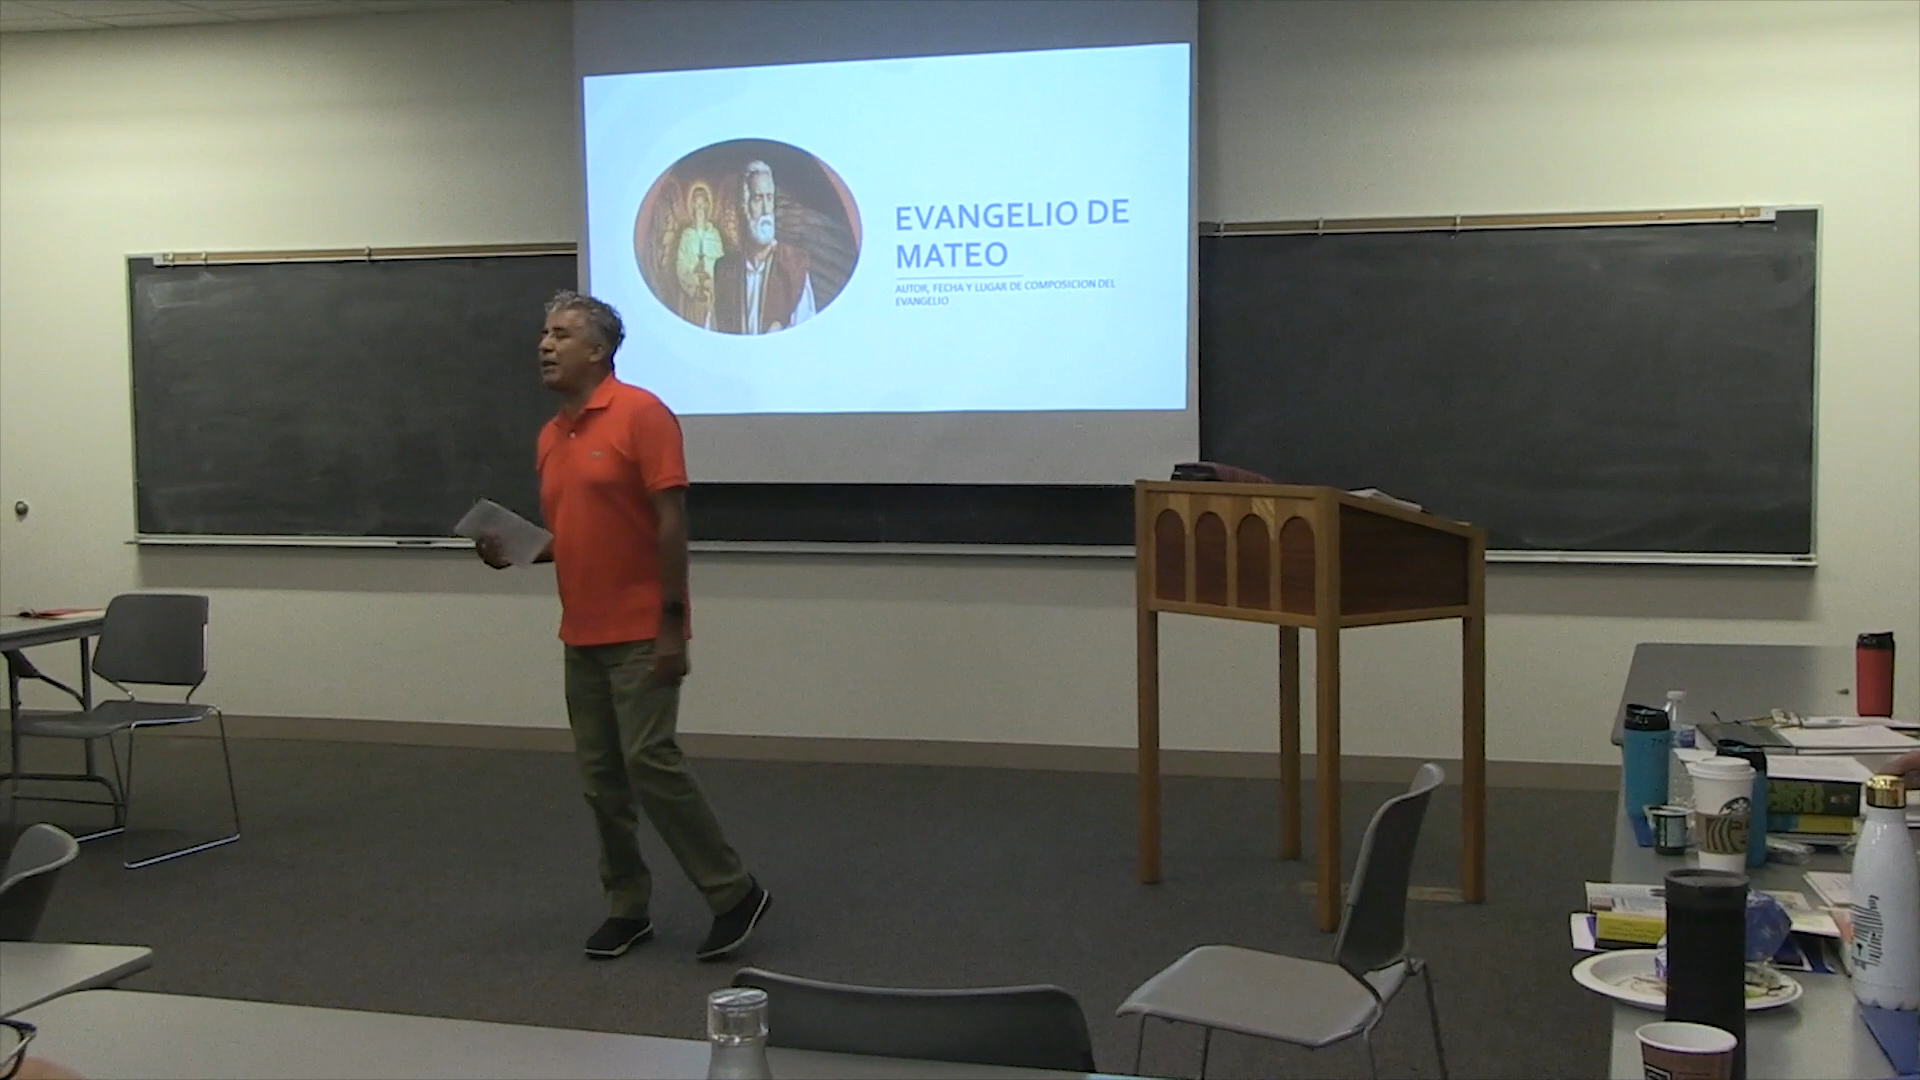 EVANGELIO DE
MATEO
AUTOR, FECHA Y LUGAR DE COMPOSICION DEL
EVANGELIO